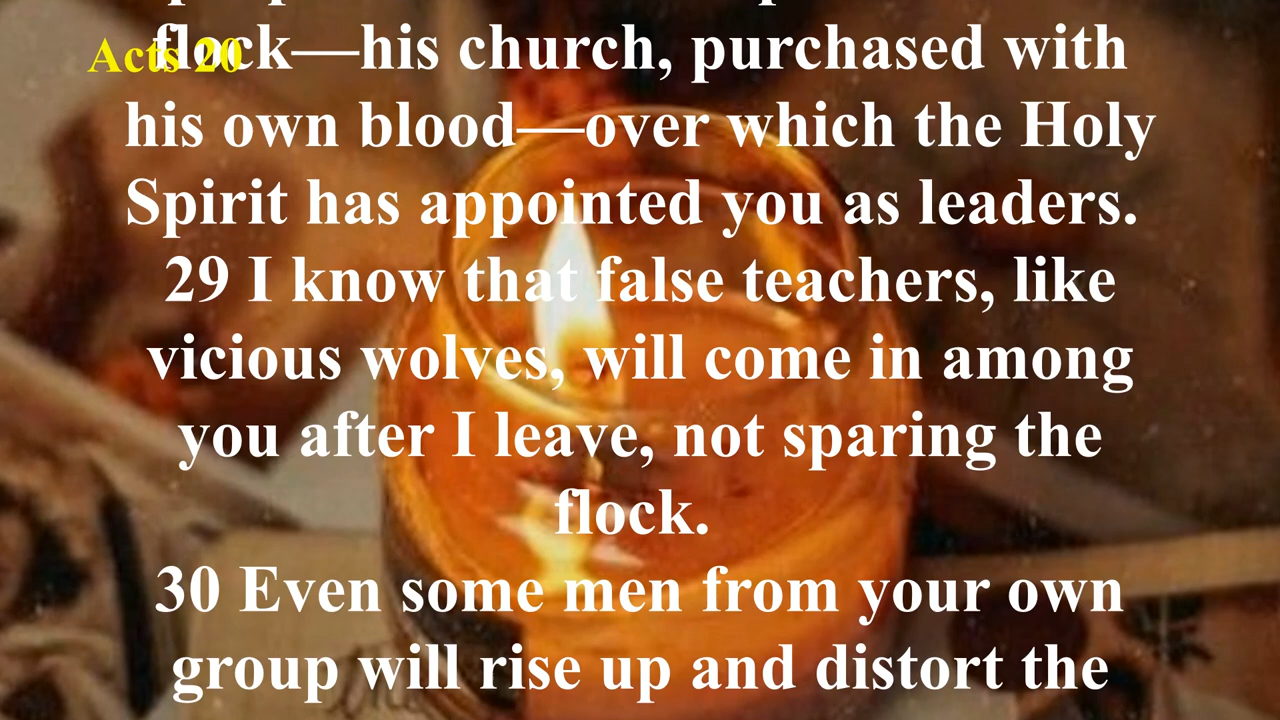 Acts 20
flock—his church, purchased with
his own blood—over which the Holy
Spirit has appointed you as leaders.
29 I know that false teachers, like
vicious wolves, will come in among
you after I leave, not sparing the
flock.
30 Even some men from your own
group will rise up and distort the